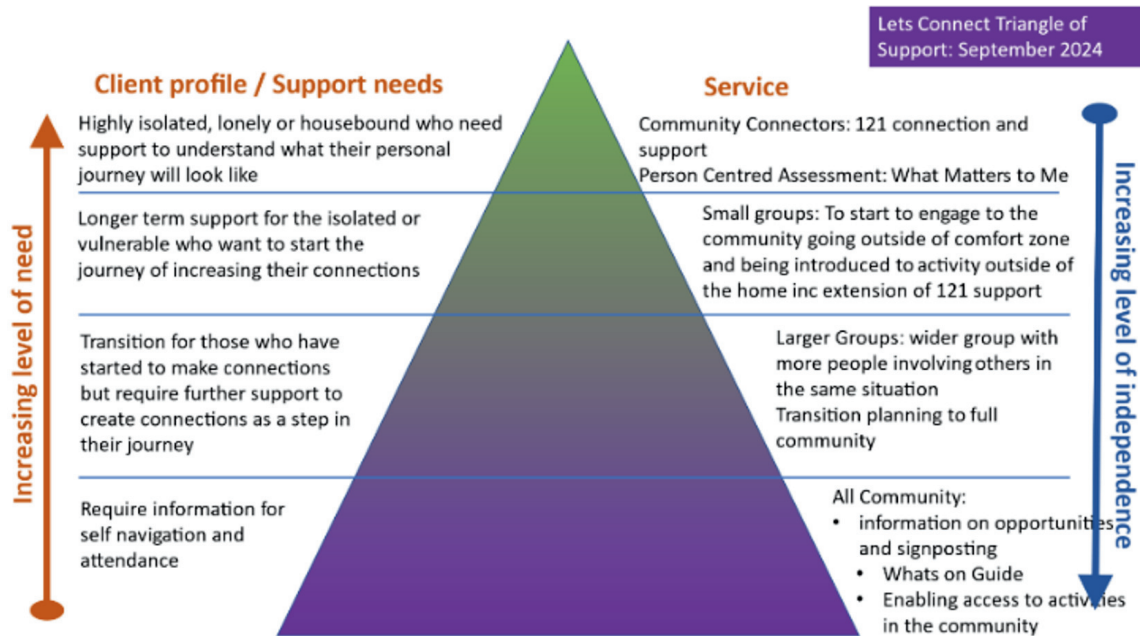 Lets Connect Triangle of
Support: September 2024
Client profile / Support needs
Service
Increasing level of need
Highly isolated, lonely or housebound who need
support to understand what their personal
journey will look like
Community Connectors: 121 connection and
support
Person Centred Assessment: What Matters to Me
Longer term support for the isolated or
vulnerable who want to start the
journey of increasing their connections
Small groups: To start to engage to the
community going outside of comfort zone
and being introduced to activity outside of
the home inc extension of 121 support
Transition for those who have
started to make connections
but require further support to
create connections as a step in
their journey
Larger Groups: wider group with
more people involving others in
the same situation
Transition planning to full
community
Require information for
self navigation and
attendance
All Community:
• information on opportunities
and signposting
• Whats on Guide
• Enabling access to activities
in the community
Increasing level of independence